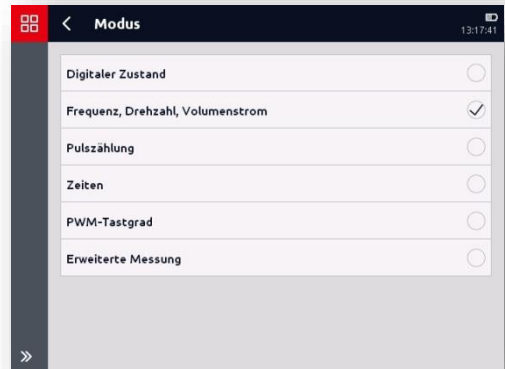 Modus
13:17:41
Digitaler Zustand
Frequenz, Drehzahl, Volumenstrom
Pulszählung
Zeiten
PWM-Tastgrad
Erweiterte Messung